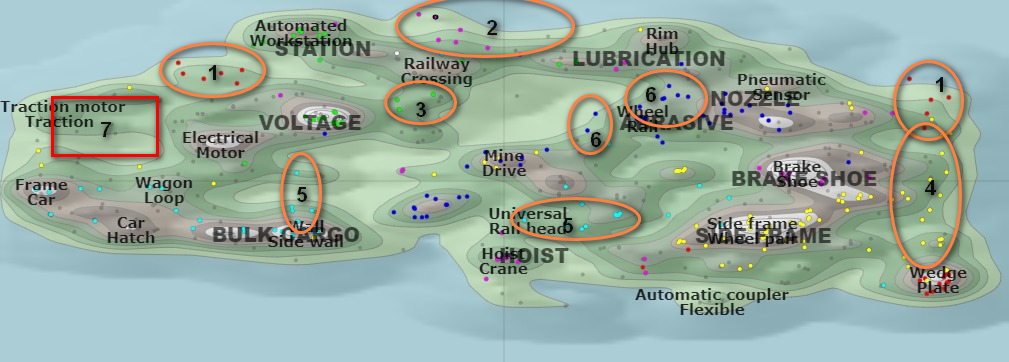 2
Automated
Workstation
STATION
Rim
Hub
LUBRICATION
Railway
Crossing
1
1
Pneumatic
Sensor
NOZZLE
6
3
Traction motor
Traction
7
VOLTAGE
Wheel
Rail
ABRASIVE
6
Electrical
Motor
Mine
Drive
Brake
Shoe
BRAKE SHOE
4
Frame
Car
Wagon
Loop
5
Car
Hatch
Wall
Side wall
BULK CARGO
Universal
Rail head
5
Side frame
Wheel pair
SIDE FRAME
Hoist
Crane
HOIST
Wedge
Plate
Automatic coupler
Flexible